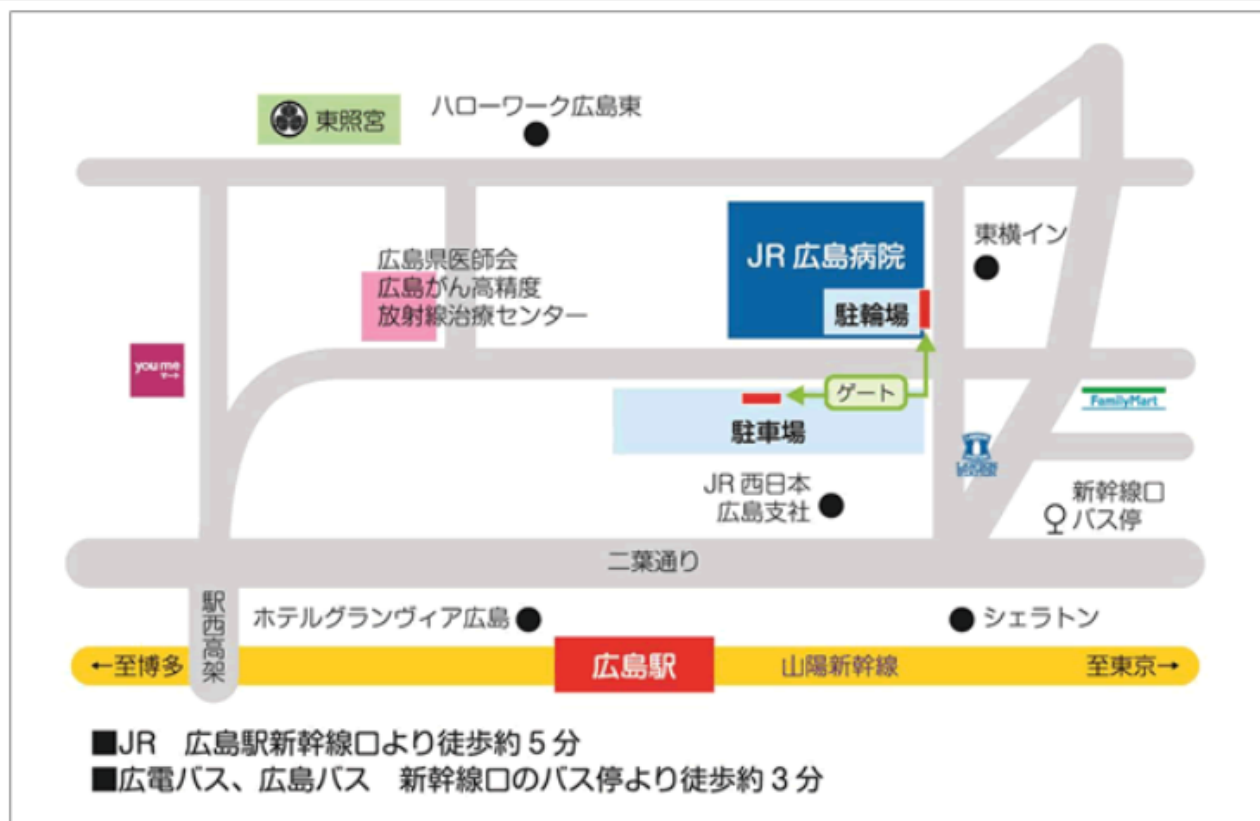 東照宮
ハローワーク広島東
JR 広島病院
駐輪場
東横イン
広島県医師会
広島がん高精度
放射線治療センター
you me
マート
ゲート
駐車場
FamilyMart
JR 西日本
広島支社
新幹線口
バス停
二葉通り
駅西高架
ホテルグランヴィア広島
シェラトン
←至博多
広島駅
山陽新幹線
至東京→
■JR 広島駅新幹線口より徒歩約5分
■広電バス、広島バス 新幹線口のバス停より徒歩約3分